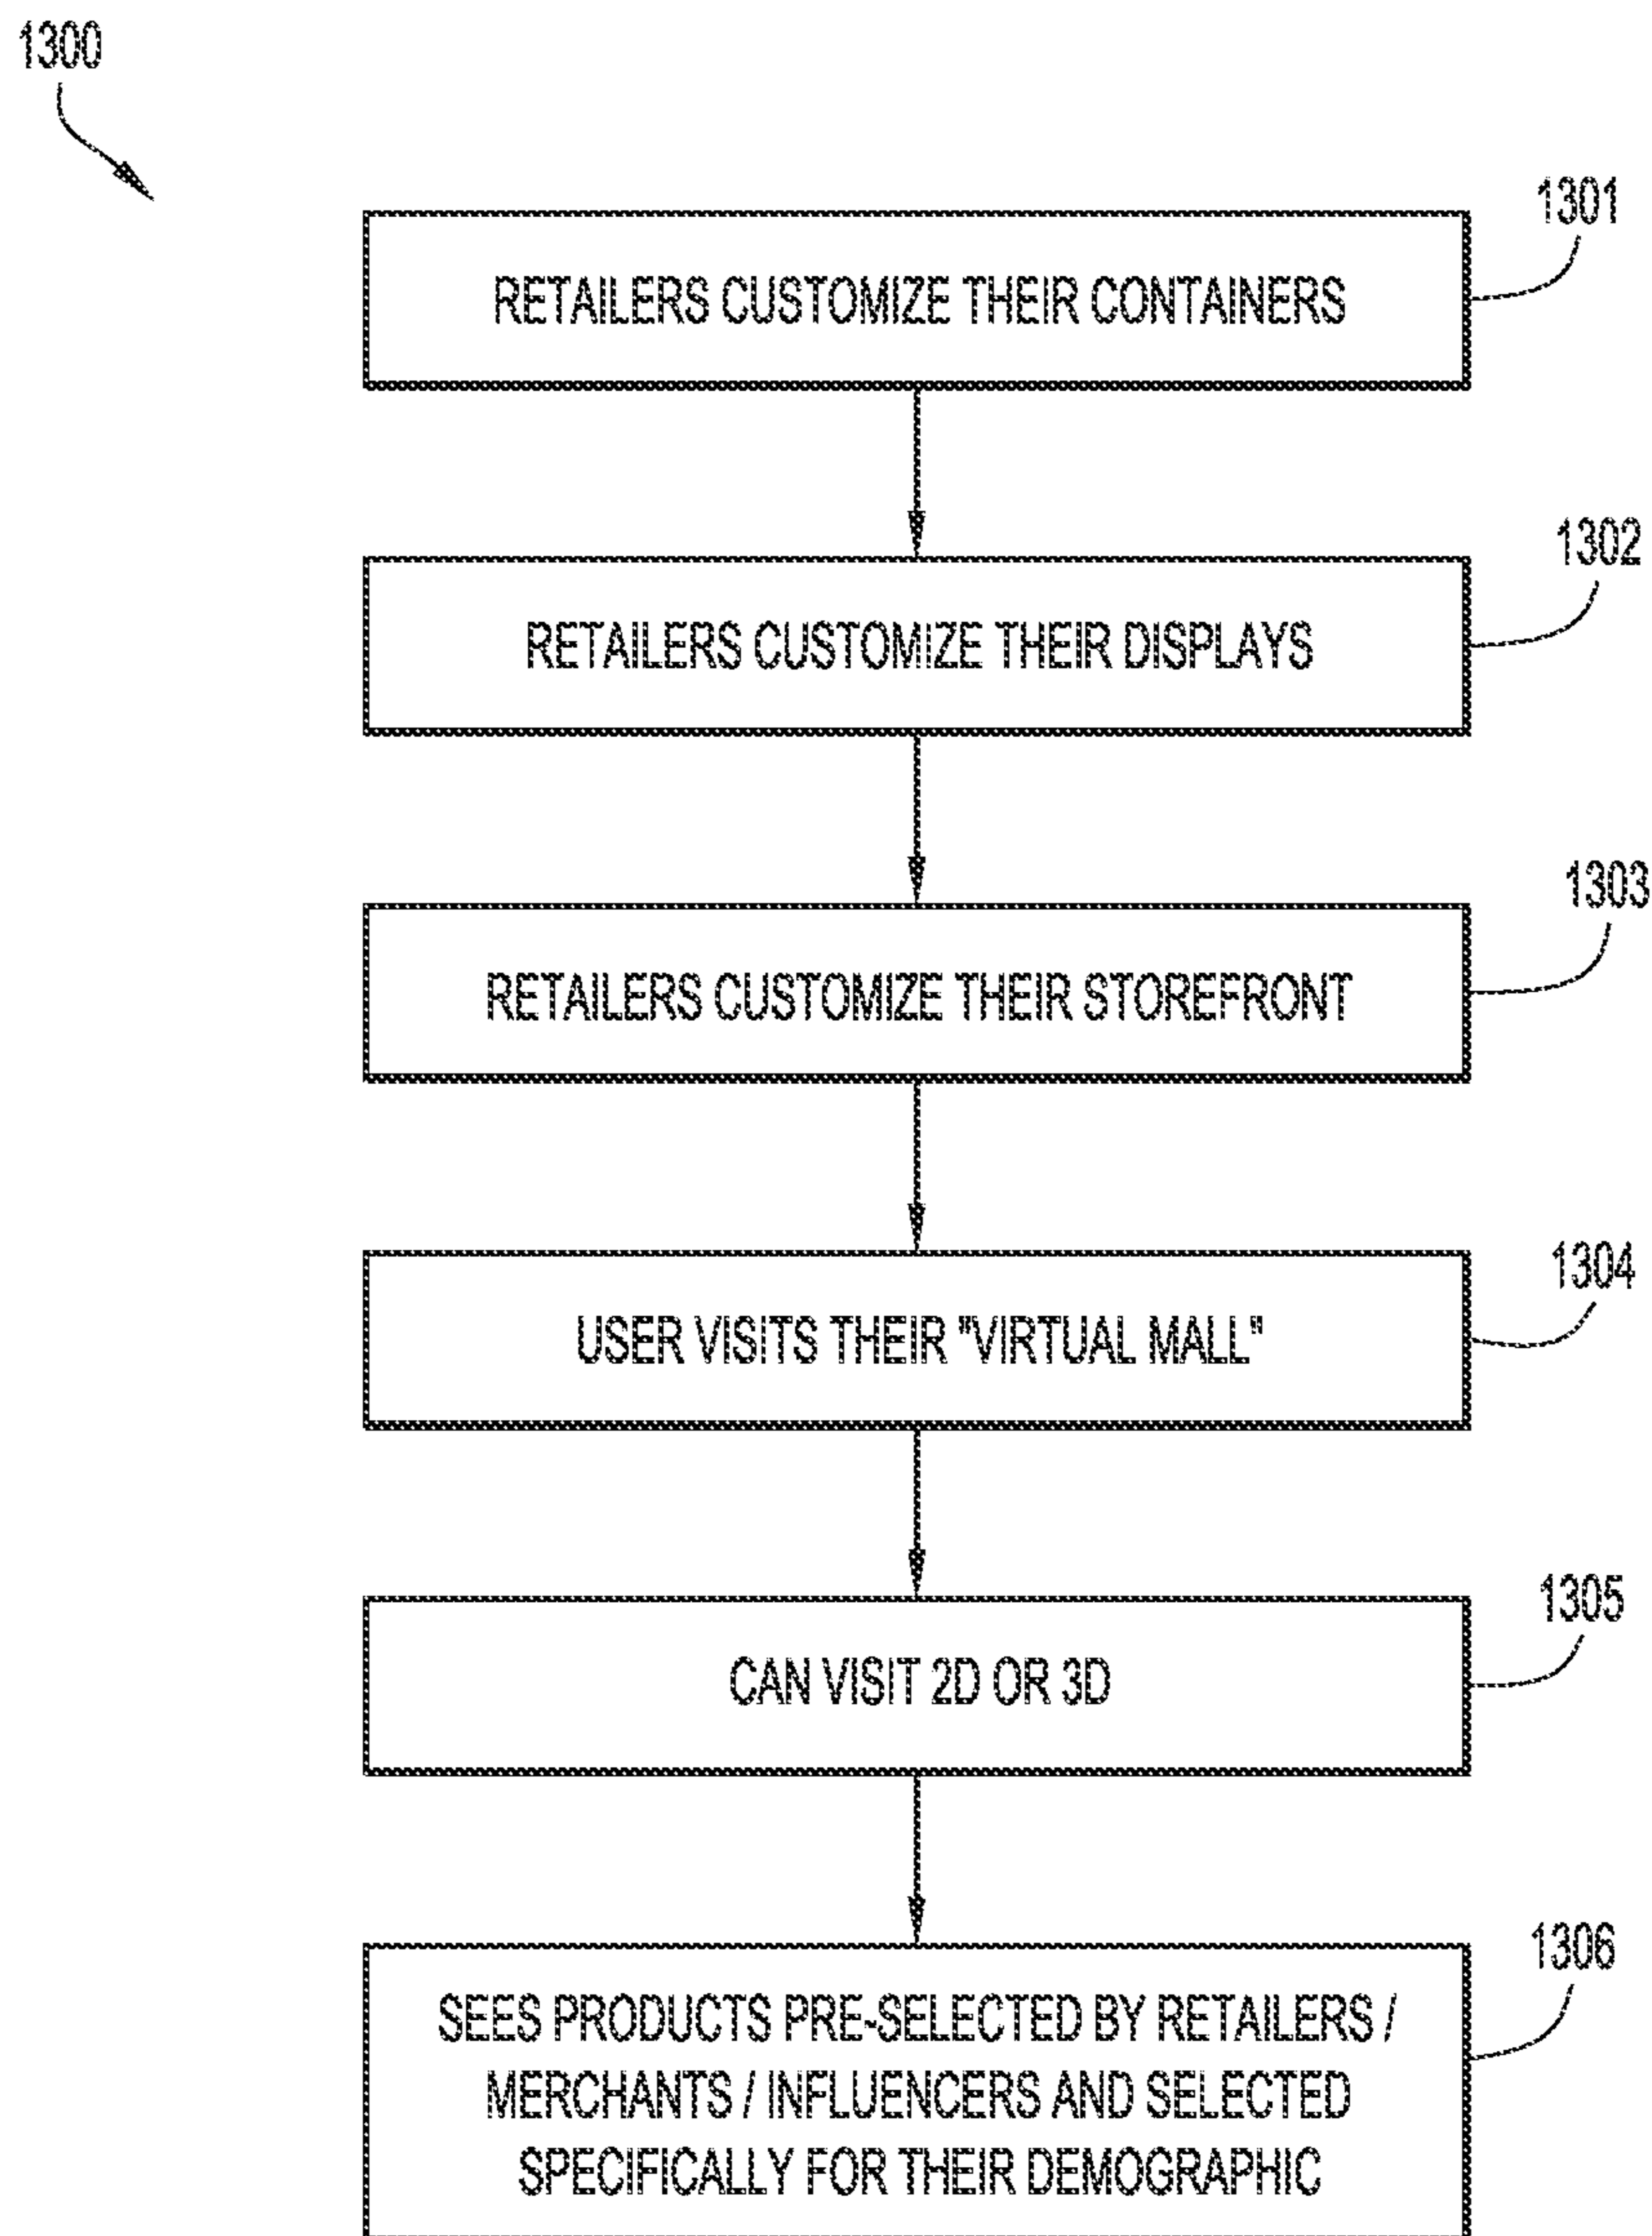 1300
1301
RETAILERS CUSTOMIZE THEIR CONTAINERS
1302
RETAILERS CUSTOMIZE THEIR DISPLAYS
1303
RETAILERS CUSTOMIZE THEIR STOREFRONT
1304
USER VISITS THEIR "VIRTUAL MALL"
1305
CAN VISIT 2D OR 3D
1306
SEES PRODUCTS PRE-SELECTED BY RETAILERS /
MERCHANTS / INFLUENCERS AND SELECTED
SPECIFICALLY FOR THEIR DEMOGRAPHIC